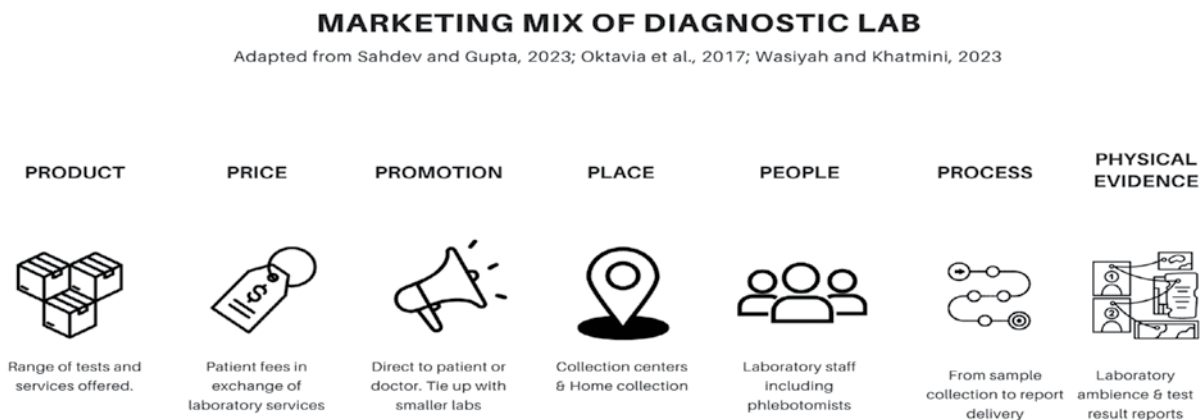 MARKETING MIX OF DIAGNOSTIC LAB
Adapted from Sahdev and Gupta, 2023; Oktavia et al., 2017; Wasiyah and Khatmini, 2023
PRODUCT
Range of tests and
services offered.
PRICE
$
Patient fees in
exchange of
laboratory services
PROMOTION
Direct to patient or
doctor. Tie up with
smaller labs
PLACE
Collection centers
& Home collection
PEOPLE
Laboratory staff
including
phlebotomists
PROCESS
From sample
collection to report
delivery
PHYSICAL
EVIDENCE
1
2
Laboratory
ambience & test
result reports